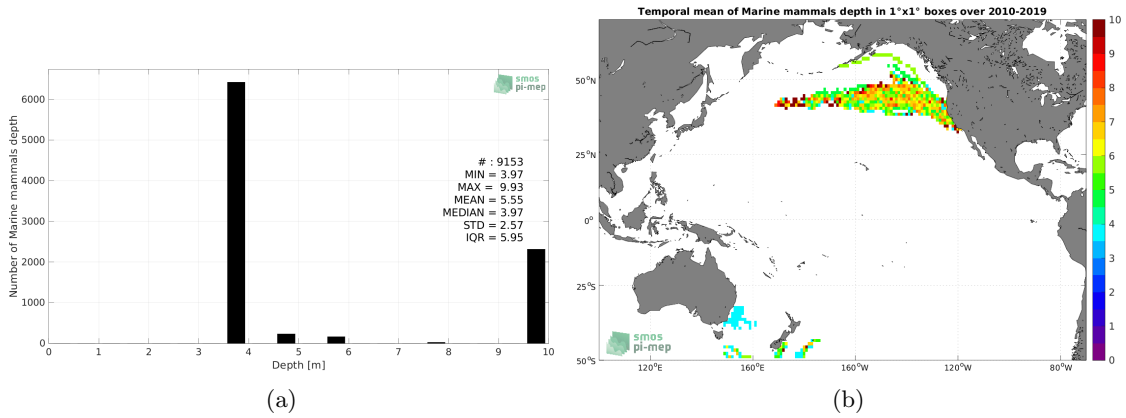 smos
pi-mep
Number of Marine mammals depth
6000
5000
4000
3000
2000
1000
0
# : 9153
MIN = 3.97
MAX = 9.93
MEAN = 5.55
MEDIAN = 3.97
STD = 2.57
IQR = 5.95
0 1 2 3 4 5 6 7 8 9 10
Depth [m]
(a)
Temporal mean of Marine mammals depth in 1°x1° boxes over 2010-2019
50°N
25°N
0°
25°S
50°S
120°E 160°E 160°W 120°W 80°W
10
9
8
7
6
5
4
3
2
1
0
smos
pi-mep
(b)